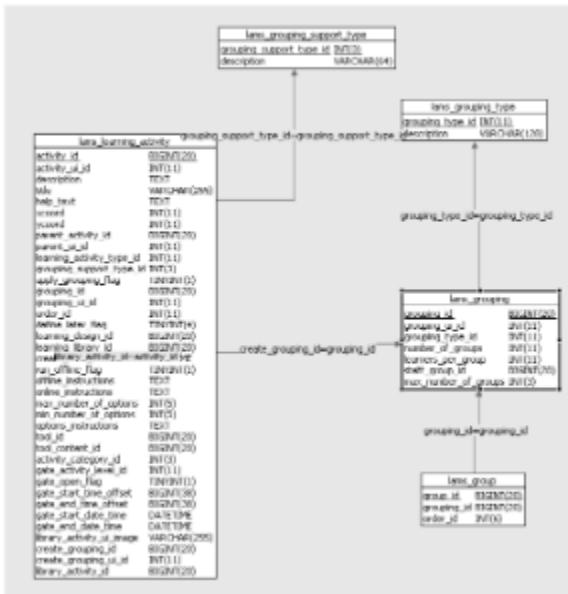 lams_grouping_support_type
grouping_support_type_id INT(3)
description VARCHAR(64)
lams_grouping_type
grouping_type_id INT(11)
description VARCHAR(128)
grouping_support_type_id=grouping_support_type_id
lams_learning_activity
activity_id BIGINT(20)
activity_ui_id INT(11)
description TEXT
title VARCHAR(255)
help_text TEXT
xcoord INT(11)
ycoord INT(11)
parent_activity_id BIGINT(20)
parent_ui_id INT(11)
learning_activity_type_id INT(11)
grouping_support_type_id INT(3)
apply_grouping_flag TINYINT(1)
grouping_id BIGINT(20)
grouping_ui_id INT(11)
order_id INT(11)
define_later_flag
learning_design_id BIGINT(20)
learning_library_id BIGINT(20)
library_activity_id=activity_id
run_offline_flag TINYINT(1)
offline_instructions TEXT
online_instructions TEXT
max_number_of_options INT(5)
min_number_of_options INT(5)
options_instructions TEXT
tool_id BIGINT(20)
tool_content_id BIGINT(20)
activity_category_id INT(3)
gate_activity_level_id INT(11)
gate_open_flag TINYINT(1)
gate_start_time_offset BIGINT(38)
gate_end_time_offset BIGINT(38)
gate_start_date_time DATETIME
gate_end_date_time DATETIME
library_activity_ui_image VARCHAR(255)
create_grouping_id BIGINT(20)
create_grouping_ui_id INT(11)
library_activity_id BIGINT(20)
grouping_type_id=grouping_type_id
create_grouping_id=grouping_id
lams_grouping
grouping_id BIGINT(20)
grouping_ui_id INT(11)
grouping_type_id INT(11)
number_of_groups INT(11)
learners_per_group INT(11)
staff_group_id BIGINT(20)
max_number_of_groups INT(3)
grouping_id=grouping_id
lams_group
group_id BIGINT(20)
grouping_id BIGINT(20)
order_id INT(6)